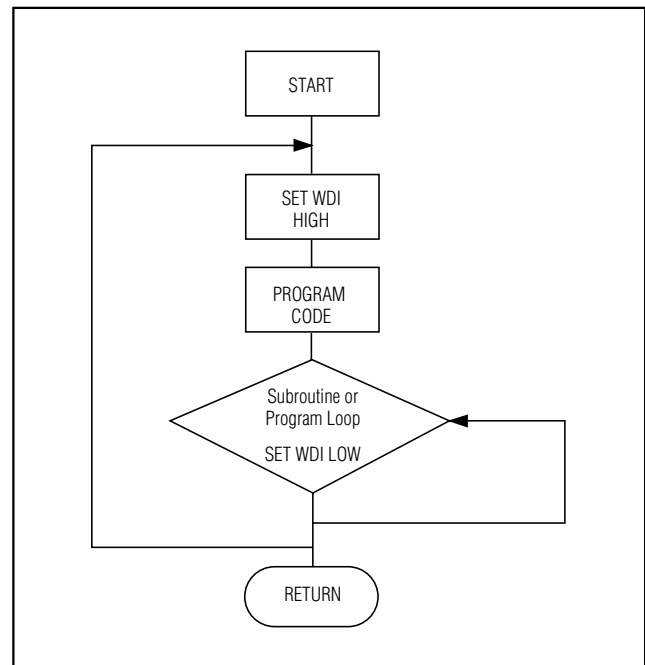 START
SET WDI
HIGH
PROGRAM
CODE
Subroutine or
Program Loop
SET WDI LOW
RETURN